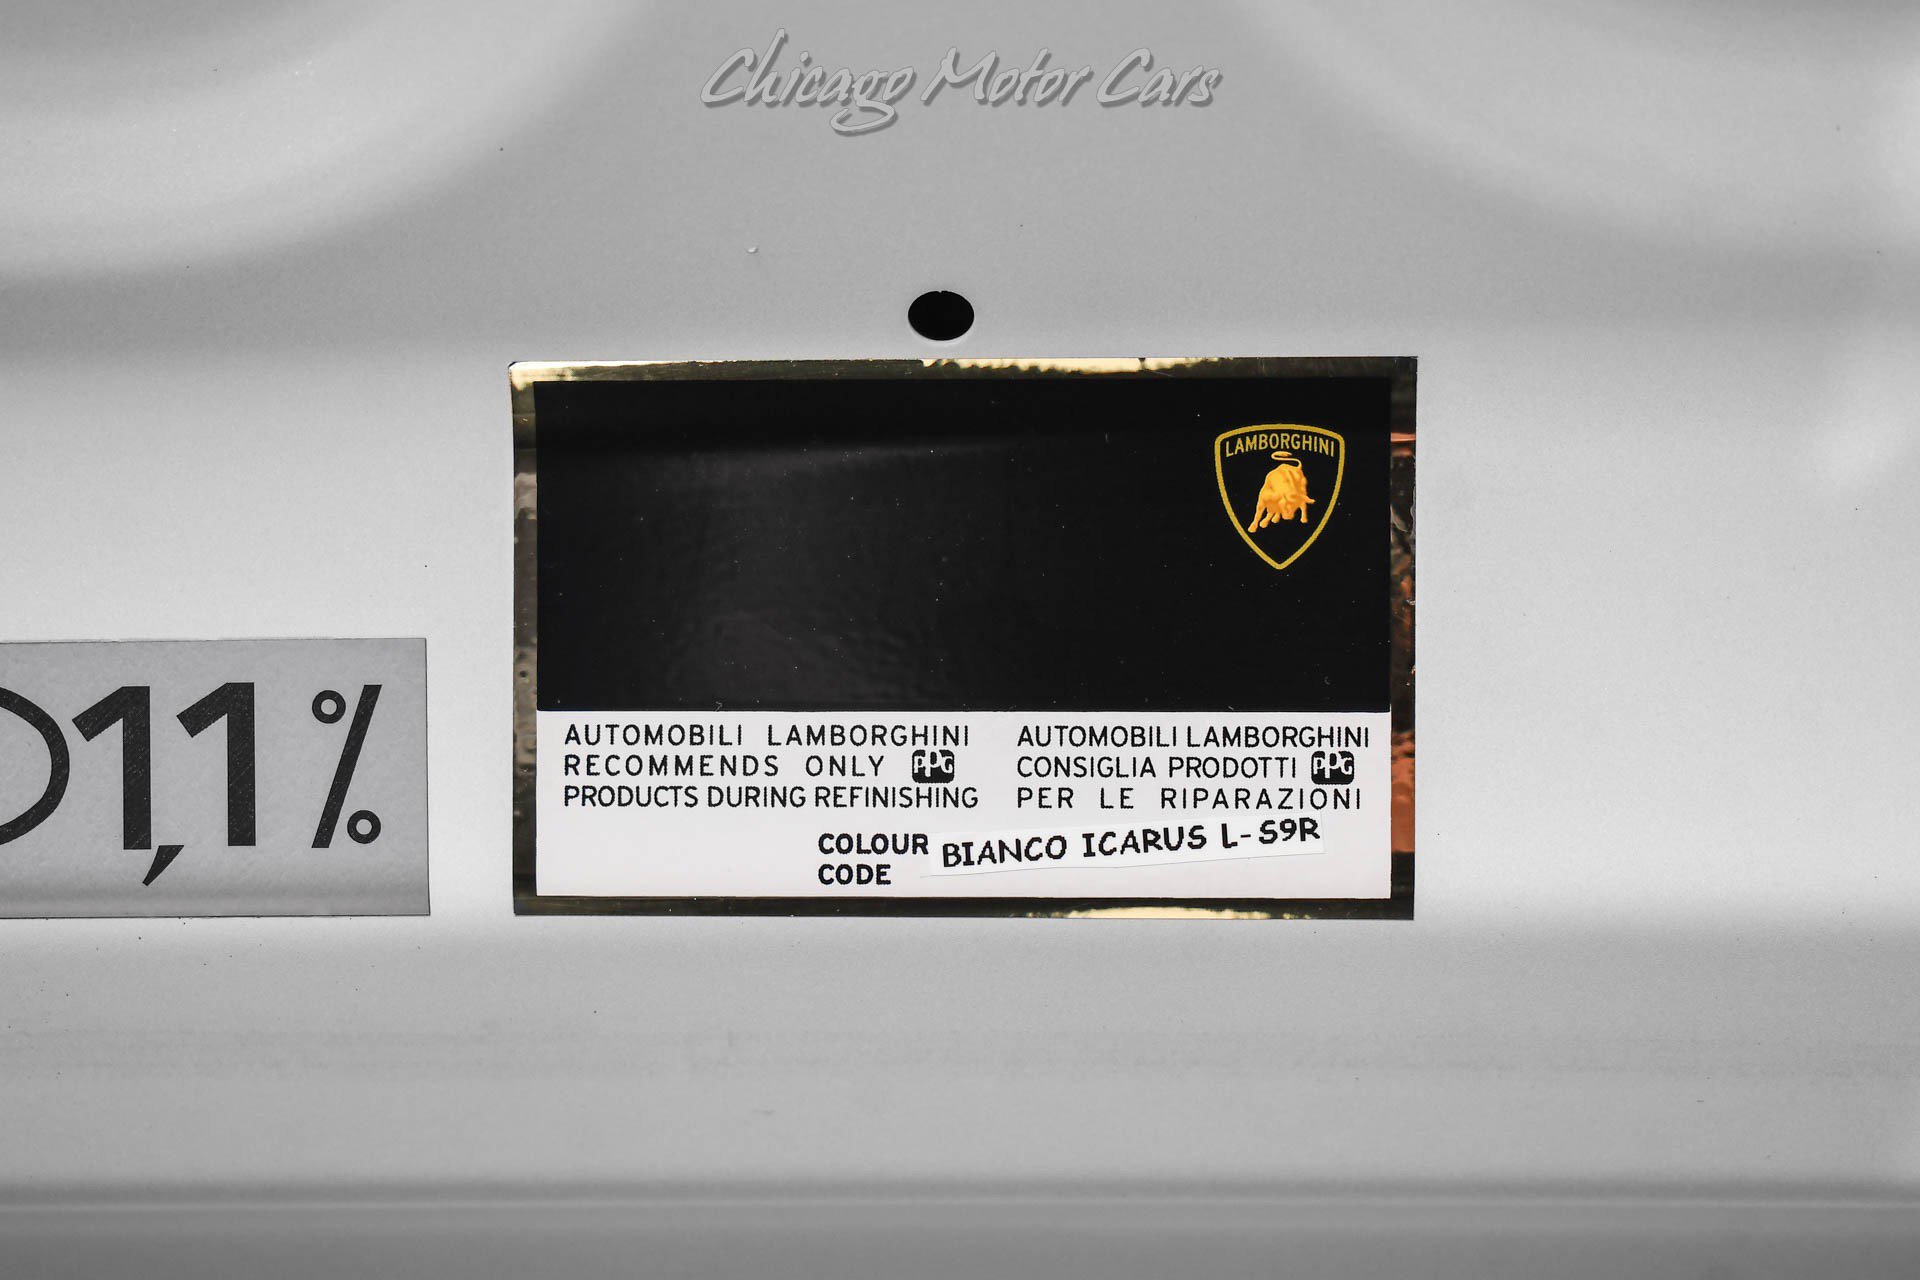 Chicago Motor Cars
LAMBORGHINI
1,1 %
AUTOMOBILI LAMBORGHINI
RECOMMENDS ONLY PPG
PRODUCTS DURING REFINISHING
AUTOMOBILI LAMBORGHINI
CONSIGLIA PRODOTTI PPG
PER LE RIPARAZIONI
COLOUR CODE
BIANCO ICARUS L-S9R